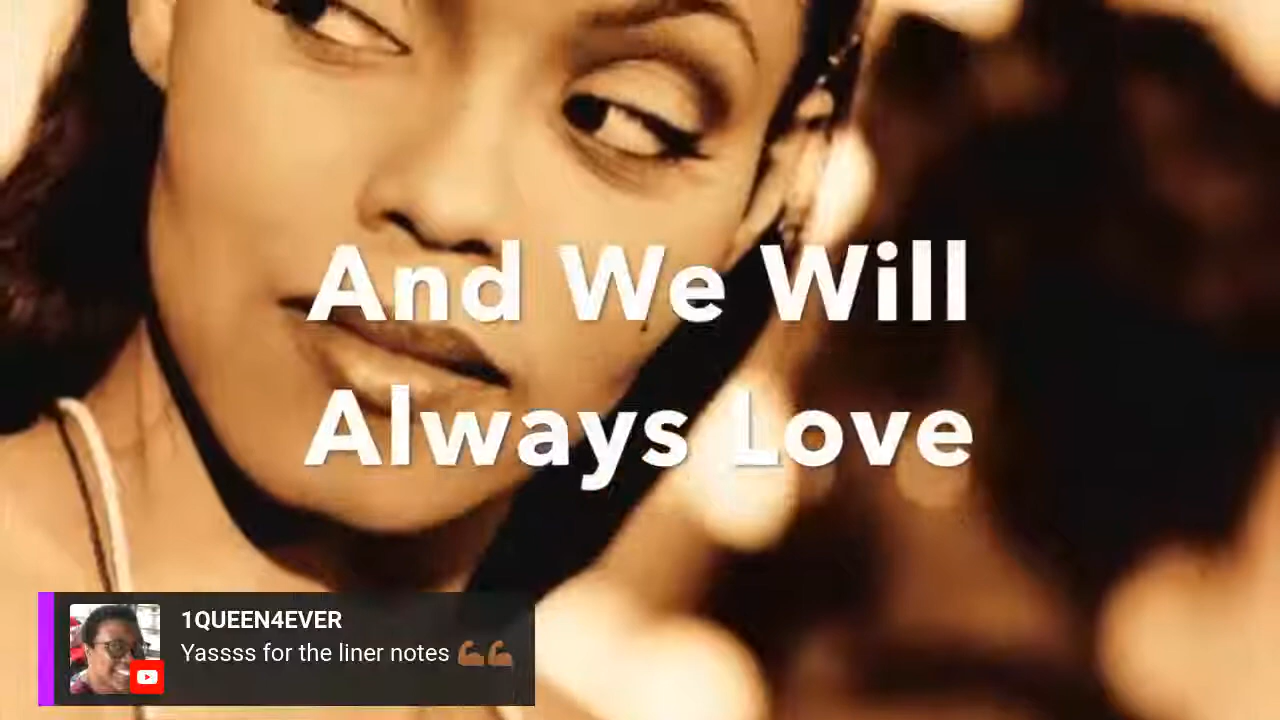 And We Will
Always Love
1QUEEN4EVER
Yassss for the liner notes 💪🏾💪🏾